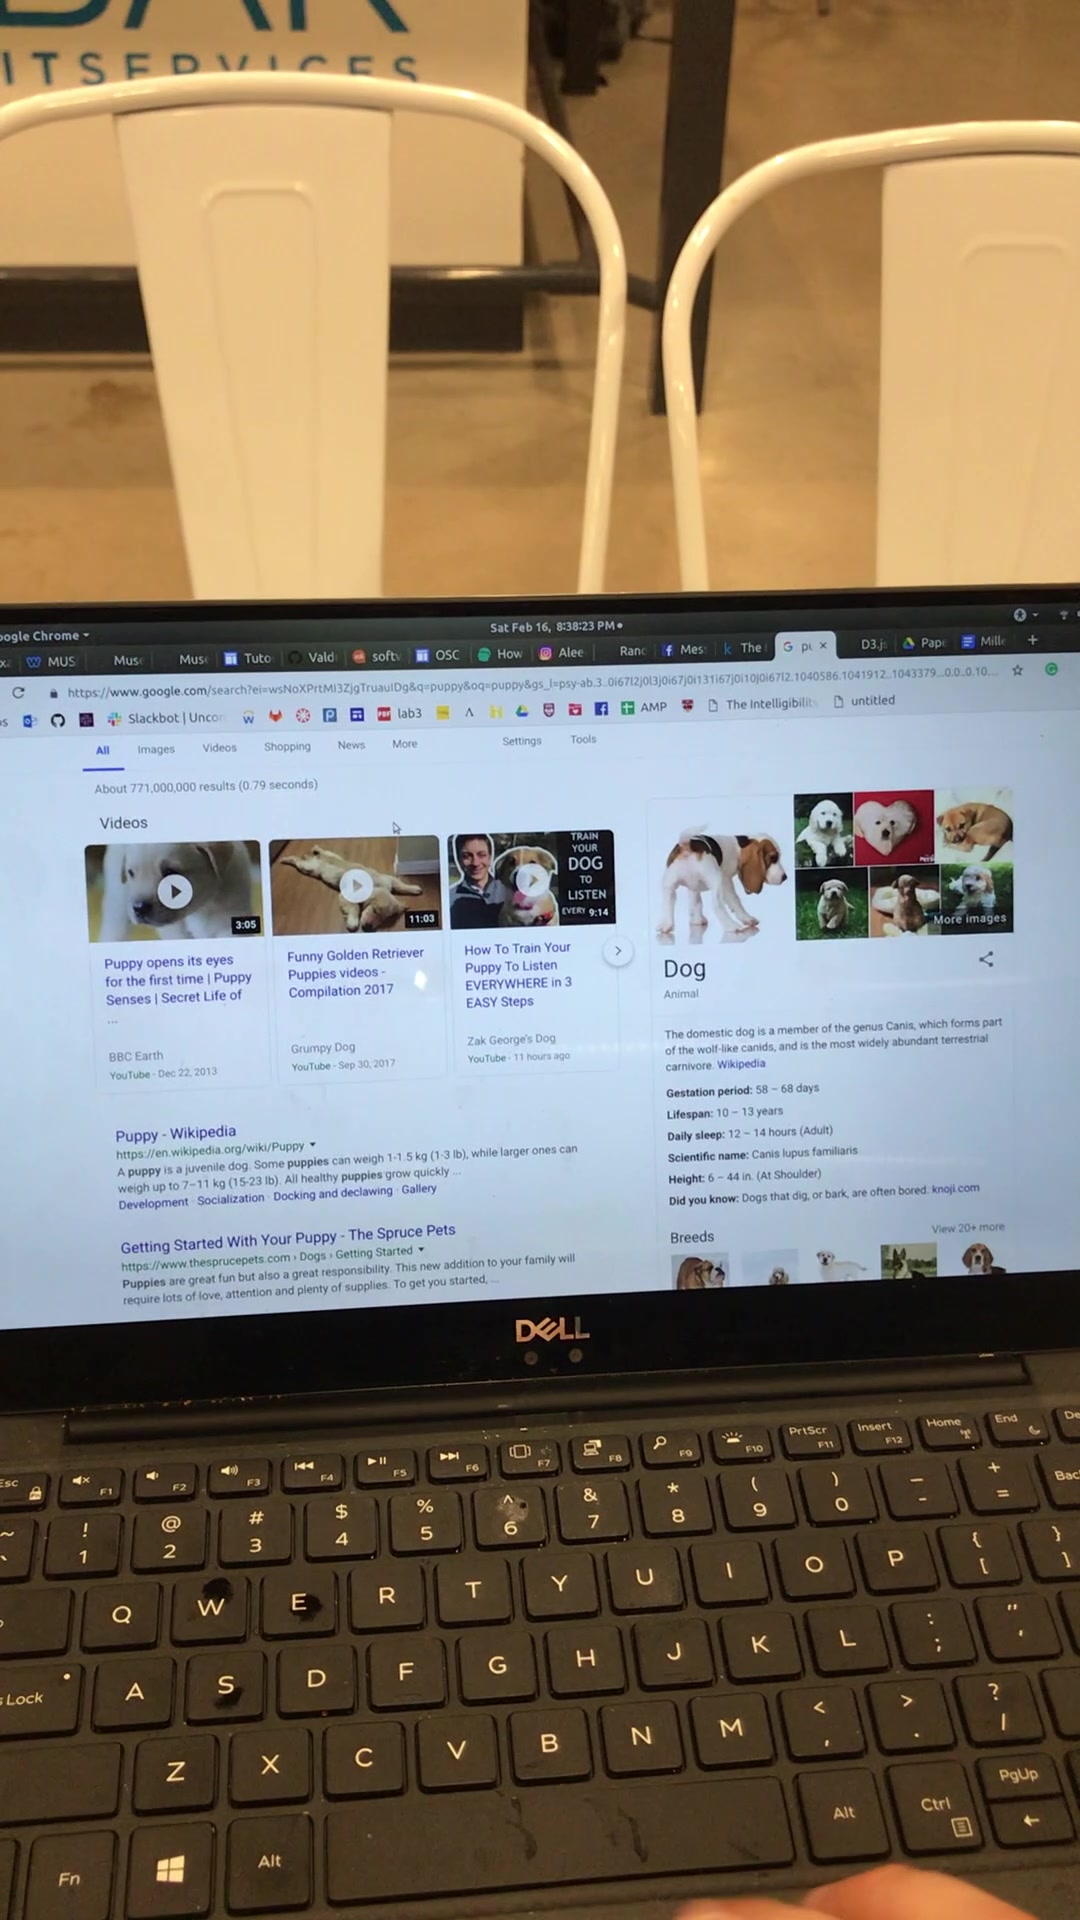 ITSERVICES
oogle Chrome
Sat Feb 16, 8:38:23 PM
MUS
Mus
Mus
Tuto
Vald
softv
OSC
How
Alee
Ranc
Mes
The
pu
D3.js
Pape
Mille
https://www.google.com/search?ei=wsNoXPrtMI3ZjgTruauIDg&q=puppy&oq=puppy&gs_l=psy-ab.3..0i67l2j0l3j0i67j0i131i67j0i10j0i67l2.1040586.1041912..1043379...0.0..0.10...
Slackbot | Uncor
lab3
AMP
The Intelligibilit
untitled
All Images Videos Shopping News More Settings Tools
About 771,000,000 results (0.79 seconds)
Videos
3:05
11:03
TRAIN
YOUR
DOG
TO
LISTEN
EVERY 9:14
Puppy opens its eyes
for the first time | Puppy
Senses | Secret Life of
...
BBC Earth
YouTube - Dec 22, 2013
Funny Golden Retriever
Puppies videos -
Compilation 2017
Grumpy Dog
YouTube - Sep 30, 2017
How To Train Your
Puppy To Listen
EVERYWHERE in 3
EASY Steps
Zak George's Dog
YouTube - 11 hours ago
Puppy - Wikipedia
https://en.wikipedia.org/wiki/Puppy
A puppy is a juvenile dog. Some puppies can weigh 1-1.5 kg (1-3 lb), while larger ones can
weigh up to 7–11 kg (15-23 lb). All healthy puppies grow quickly ...
Development · Socialization · Docking and declawing · Gallery
Getting Started With Your Puppy - The Spruce Pets
https://www.thesprucepets.com › Dogs › Getting Started
Puppies are great fun but also a great responsibility. This new addition to your family will
require lots of love, attention and plenty of supplies. To get you started, ...
More images
Dog
Animal
The domestic dog is a member of the genus Canis, which forms part
of the wolf-like canids, and is the most widely abundant terrestrial
carnivore. Wikipedia
Gestation period: 58 – 68 days
Lifespan: 10 – 13 years
Daily sleep: 12 – 14 hours (Adult)
Scientific name: Canis lupus familiaris
Height: 6 – 44 in. (At Shoulder)
Did you know: Dogs that dig, or bark, are often bored. knoji.com
Breeds
View 20+ more
DELL
Esc F1 F2 F3 F4 F5 F6 F7 F8 F9 F10 PrtScr F11 Insert F12 Home End De
~ ` ! 1 @ 2 # 3 $ 4 % 5 ^ 6 & 7 * 8 ( 9 ) 0 — - + = Bac
Q W E R T Y U I O P { [ } ]
s Lock A S D F G H J K L : ; " '
Z X C V B N M < , > . ? /
Fn Alt Alt Ctrl PgUp